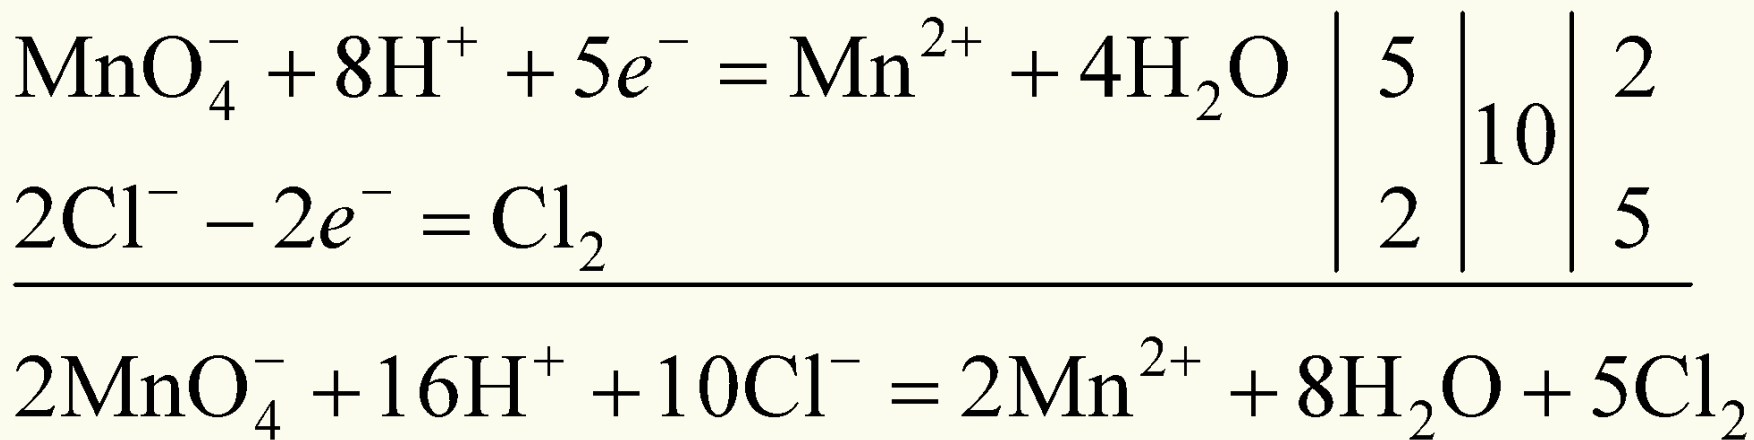 MnO₄⁻ + 8H⁺ + 5e⁻ = Mn²⁺ + 4H₂O | 5 | 10 | 2
2Cl⁻ − 2e⁻ = Cl₂ | 2 | | 5
2MnO₄⁻ + 16H⁺ + 10Cl⁻ = 2Mn²⁺ + 8H₂O + 5Cl₂